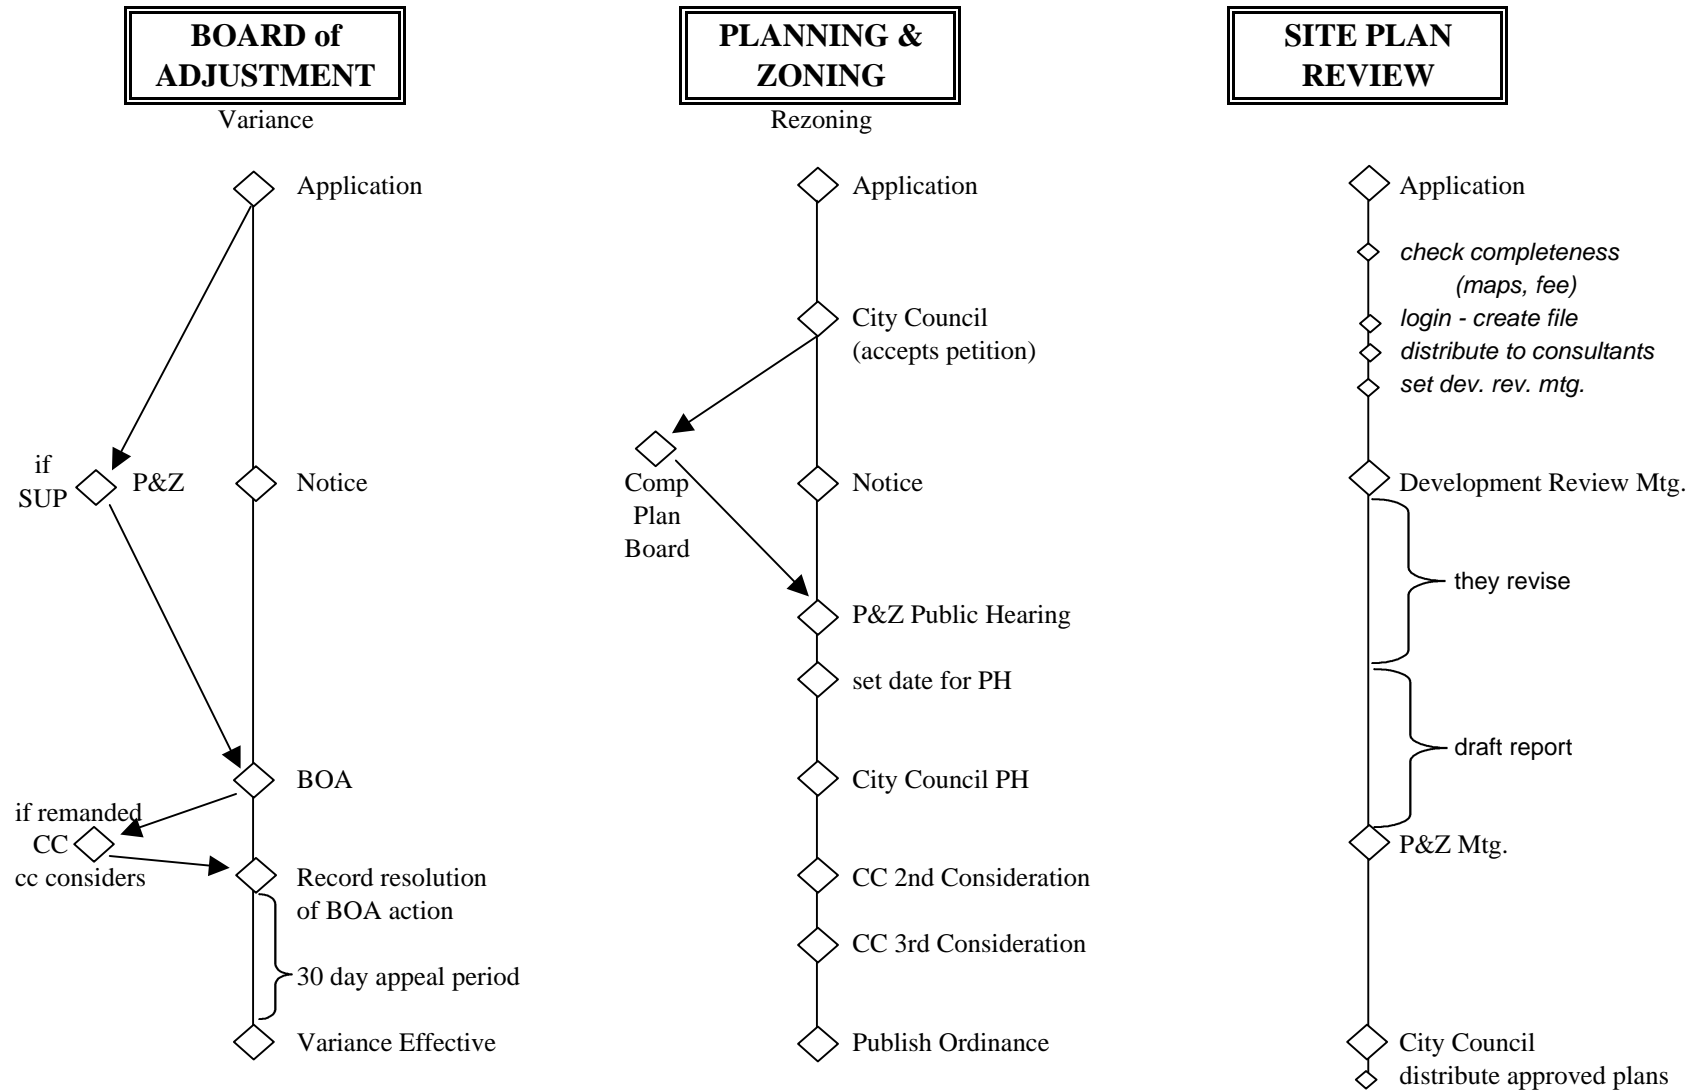 BOARD of
ADJUSTMENT
Variance
Application
if
SUP
P&Z
Notice
BOA
if remanded
CC
cc considers
Record resolution
of BOA action
30 day appeal period
Variance Effective
PLANNING &
ZONING
Rezoning
Application
City Council
(accepts petition)
Comp
Plan
Board
Notice
P&Z Public Hearing
set date for PH
City Council PH
CC 2nd Consideration
CC 3rd Consideration
Publish Ordinance
SITE PLAN
REVIEW
Application
check completeness
(maps, fee)
login - create file
distribute to consultants
set dev. rev. mtg.
Development Review Mtg.
they revise
draft report
P&Z Mtg.
City Council
distribute approved plans